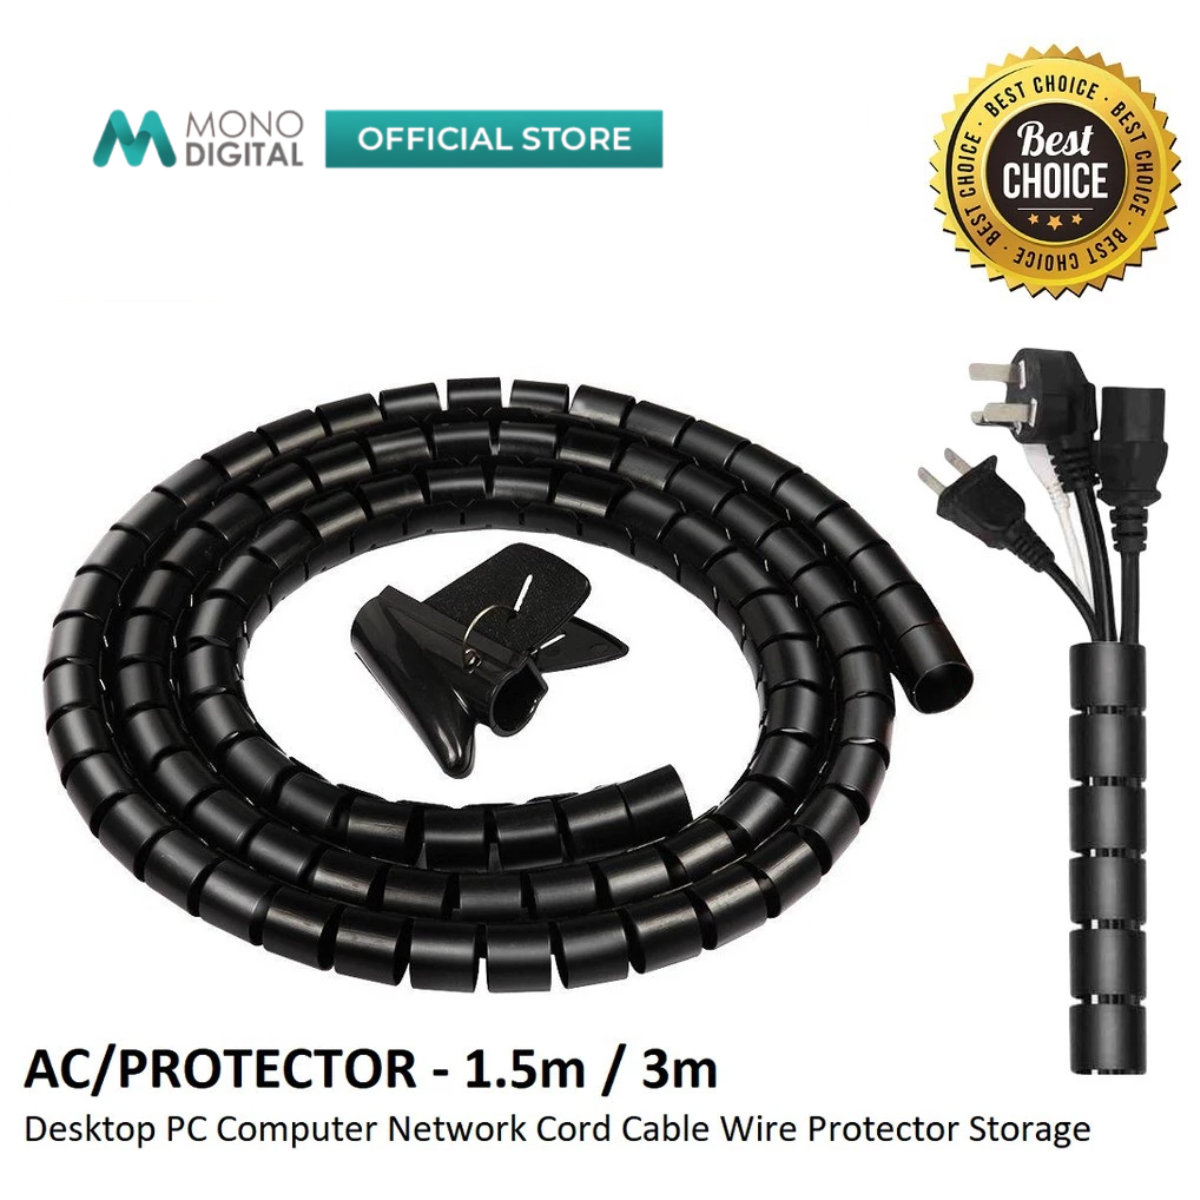 MONO
DIGITAL
OFFICIAL STORE
BEST CHOICE · BEST CHOICE · BEST CHOICE · BEST CHOICE ·
Best
CHOICE
AC/PROTECTOR - 1.5m / 3m
Desktop PC Computer Network Cord Cable Wire Protector Storage